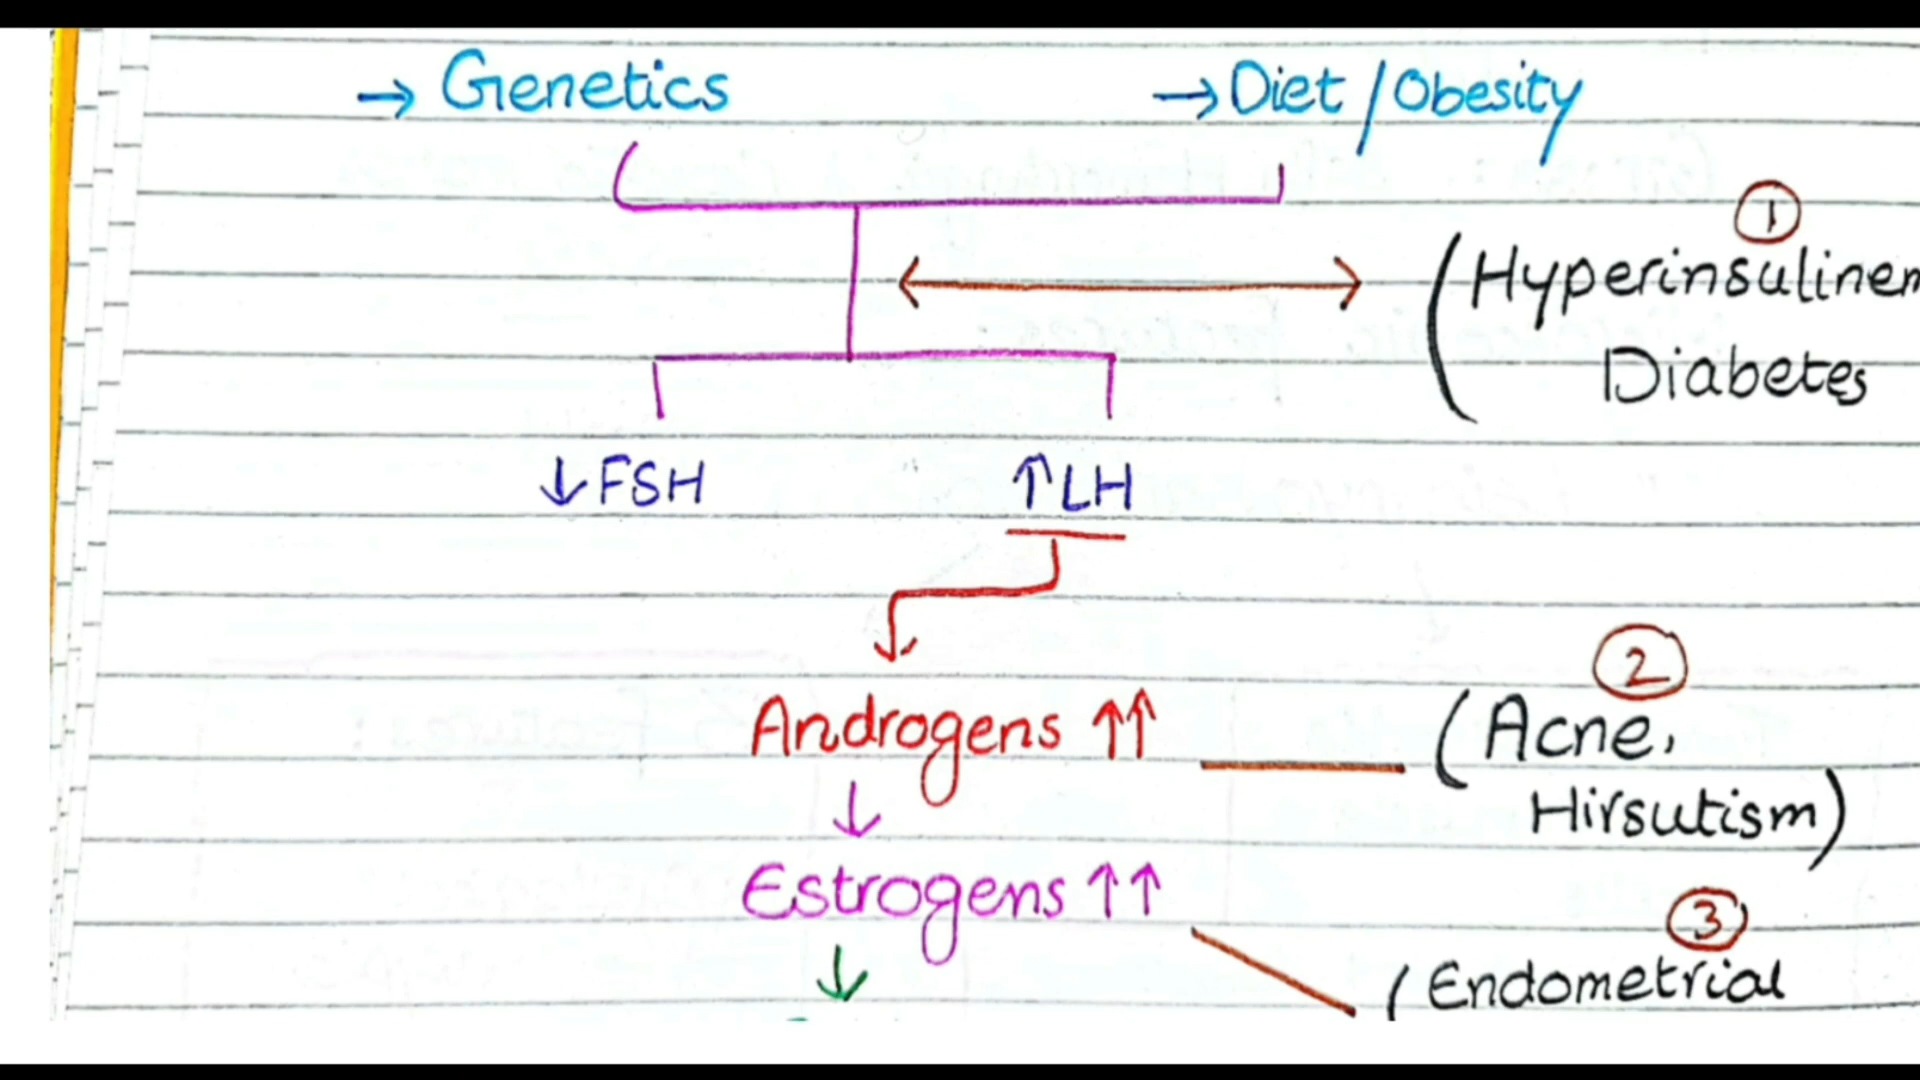 → Genetics → Diet / Obesity
①
(Hyperinsulinem
Diabetes
↓ FSH ↑ LH
②
Androgens ↑↑ (Acne,
Hirsutism)
Estrogens ↑↑
③
↓ (Endometrial